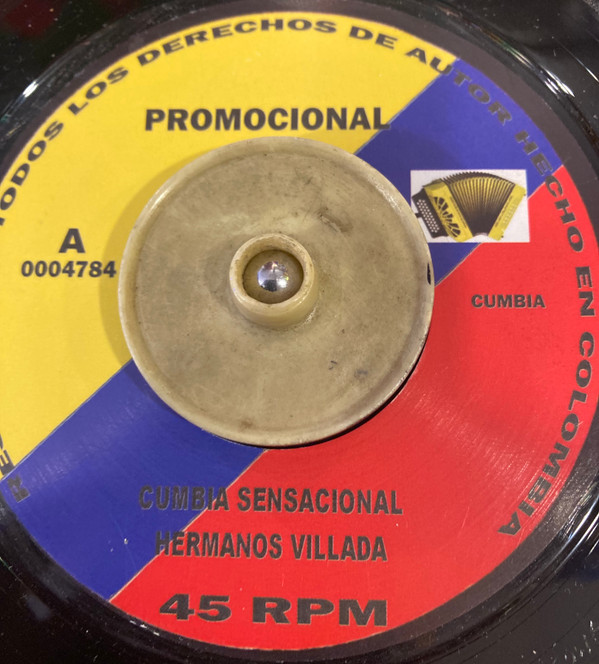 TODOS LOS DERECHOS DE AUTOR HECHO EN COLOMBIA
PROMOCIONAL
A
0004784
CUMBIA
CUMBIA SENSACIONAL
HERMANOS VILLADA
45 RPM